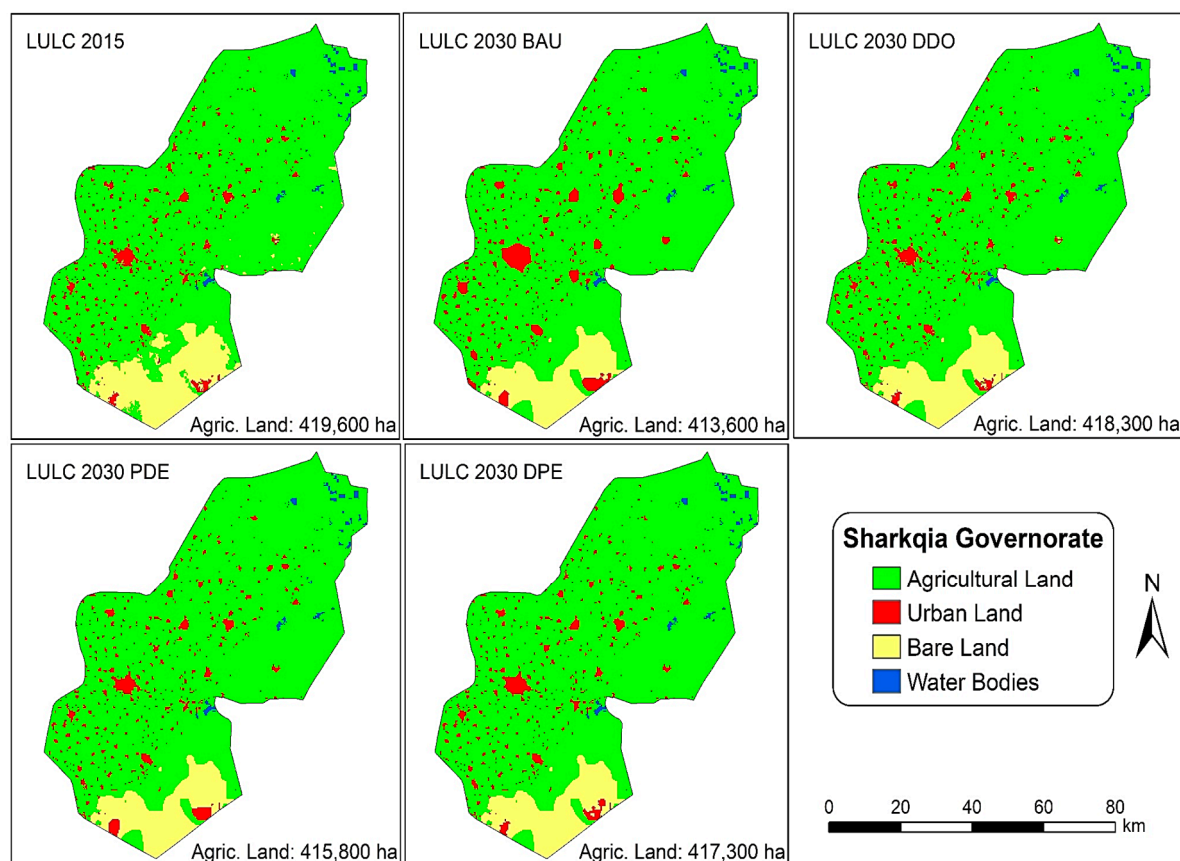 LULC 2015
Agric. Land: 419,600 ha
LULC 2030 BAU
Agric. Land: 413,600 ha
LULC 2030 DDO
Agric. Land: 418,300 ha
LULC 2030 PDE
Agric. Land: 415,800 ha
LULC 2030 DPE
Agric. Land: 417,300 ha
Sharkqia Governorate
Agricultural Land
Urban Land
Bare Land
Water Bodies
N
0 20 40 60 80
km